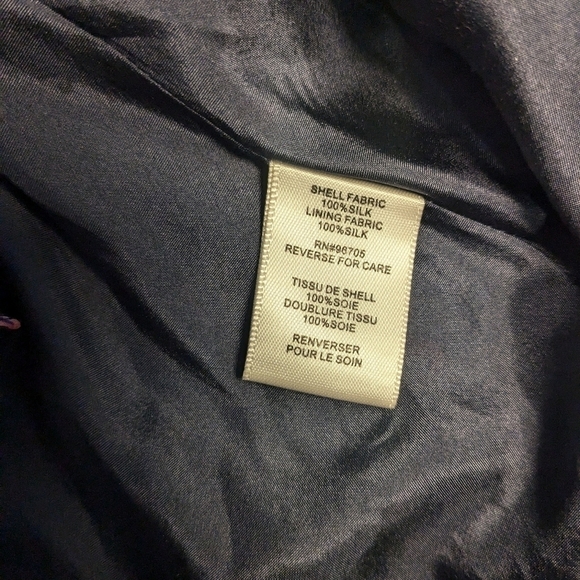 SHELL FABRIC
100%SILK
LINING FABRIC
100%SILK
RN#96705
REVERSE FOR CARE
TISSU DE SHELL
100%SOIE
DOUBLURE TISSU
100%SOIE
RENVERSER
POUR LE SOIN